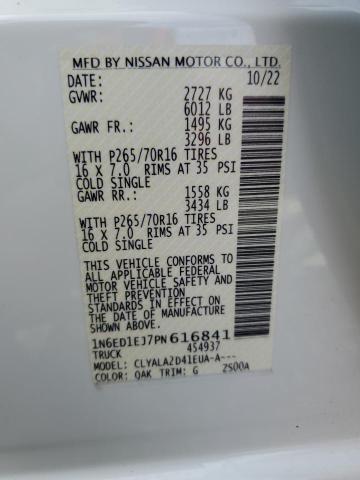 MFD BY NISSAN MOTOR CO., LTD.
DATE: 10/22
GVWR: 2727 KG
6012 LB
GAWR FR.: 1495 KG
3296 LB
WITH P265/70R16 TIRES
16 X 7.0 RIMS AT 35 PSI
COLD SINGLE
GAWR RR.: 1558 KG
3434 LB
WITH P265/70R16 TIRES
16 X 7.0 RIMS AT 35 PSI
COLD SINGLE
THIS VEHICLE CONFORMS TO
ALL APPLICABLE FEDERAL
MOTOR VEHICLE SAFETY AND
THEFT PREVENTION
STANDARDS IN EFFECT ON
THE DATE OF MANUFACTURE
1N6ED1EJ7PN616841
TRUCK 454937
MODEL: CLYALA2D41EUA-A---
COLOR: QAK TRIM: G 2S00A